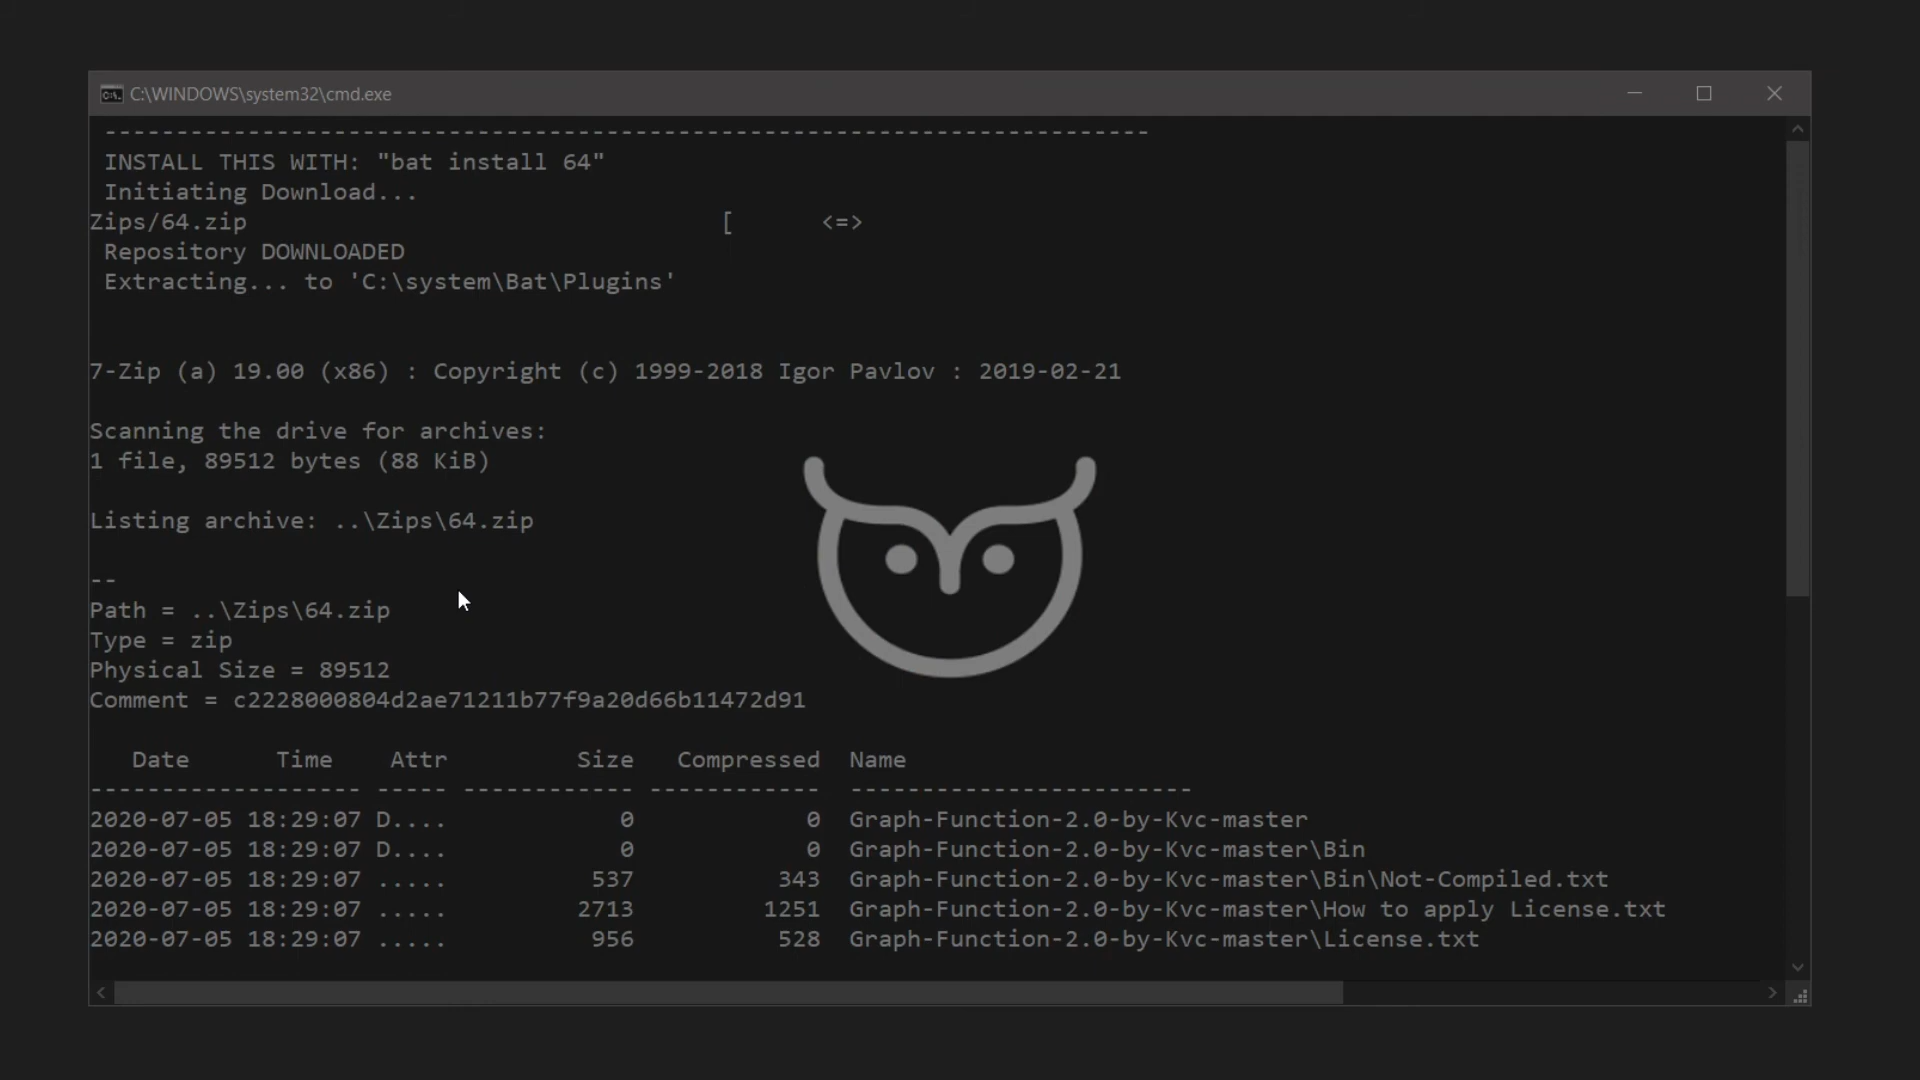 C:\WINDOWS\system32\cmd.exe
-------------------------------------------------------------------------
INSTALL THIS WITH: "bat install 64"
Initiating Download...
Zips/64.zip [ <=>
Repository DOWNLOADED
Extracting... to 'C:\system\Bat\Plugins'
7-Zip (a) 19.00 (x86) : Copyright (c) 1999-2018 Igor Pavlov : 2019-02-21
Scanning the drive for archives:
1 file, 89512 bytes (88 KiB)
Listing archive: ..\Zips\64.zip
--
Path = ..\Zips\64.zip
Type = zip
Physical Size = 89512
Comment = c2228000804d2ae71211b77f9a20d66b11472d91
Date Time Attr Size Compressed Name
------------------- ----- ------------ ------------ ------------------------
2020-07-05 18:29:07 D.... 0 0 Graph-Function-2.0-by-Kvc-master
2020-07-05 18:29:07 D.... 0 0 Graph-Function-2.0-by-Kvc-master\Bin
2020-07-05 18:29:07 ..... 537 343 Graph-Function-2.0-by-Kvc-master\Bin\Not-Compiled.txt
2020-07-05 18:29:07 ..... 2713 1251 Graph-Function-2.0-by-Kvc-master\How to apply License.txt
2020-07-05 18:29:07 ..... 956 528 Graph-Function-2.0-by-Kvc-master\License.txt